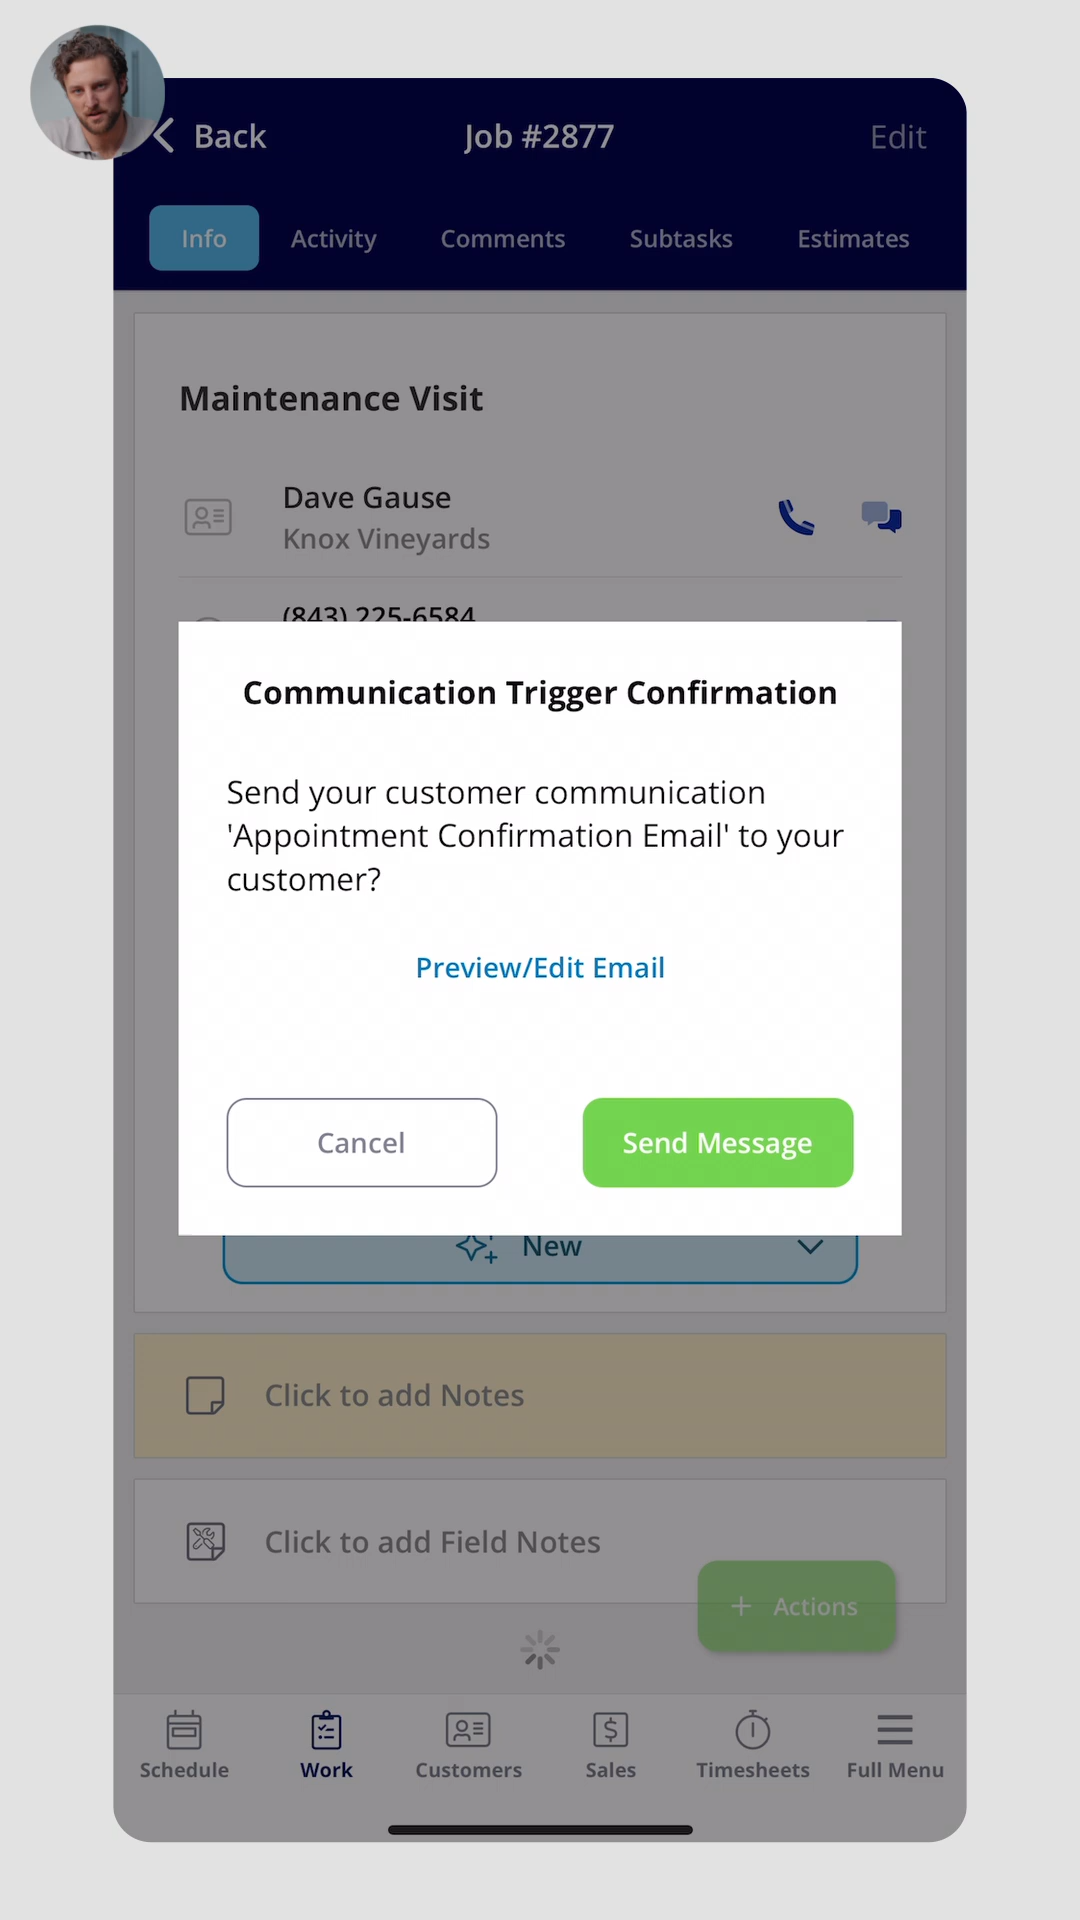 Back
Job #2877
Edit
Info
Activity
Comments
Subtasks
Estimates
Maintenance Visit
Dave Gause
Knox Vineyards
(843) 225-6584
Communication Trigger Confirmation
Send your customer communication
'Appointment Confirmation Email' to your
customer?
Preview/Edit Email
Cancel
Send Message
New
Click to add Notes
Click to add Field Notes
+ Actions
Schedule
Work
Customers
Sales
Timesheets
Full Menu